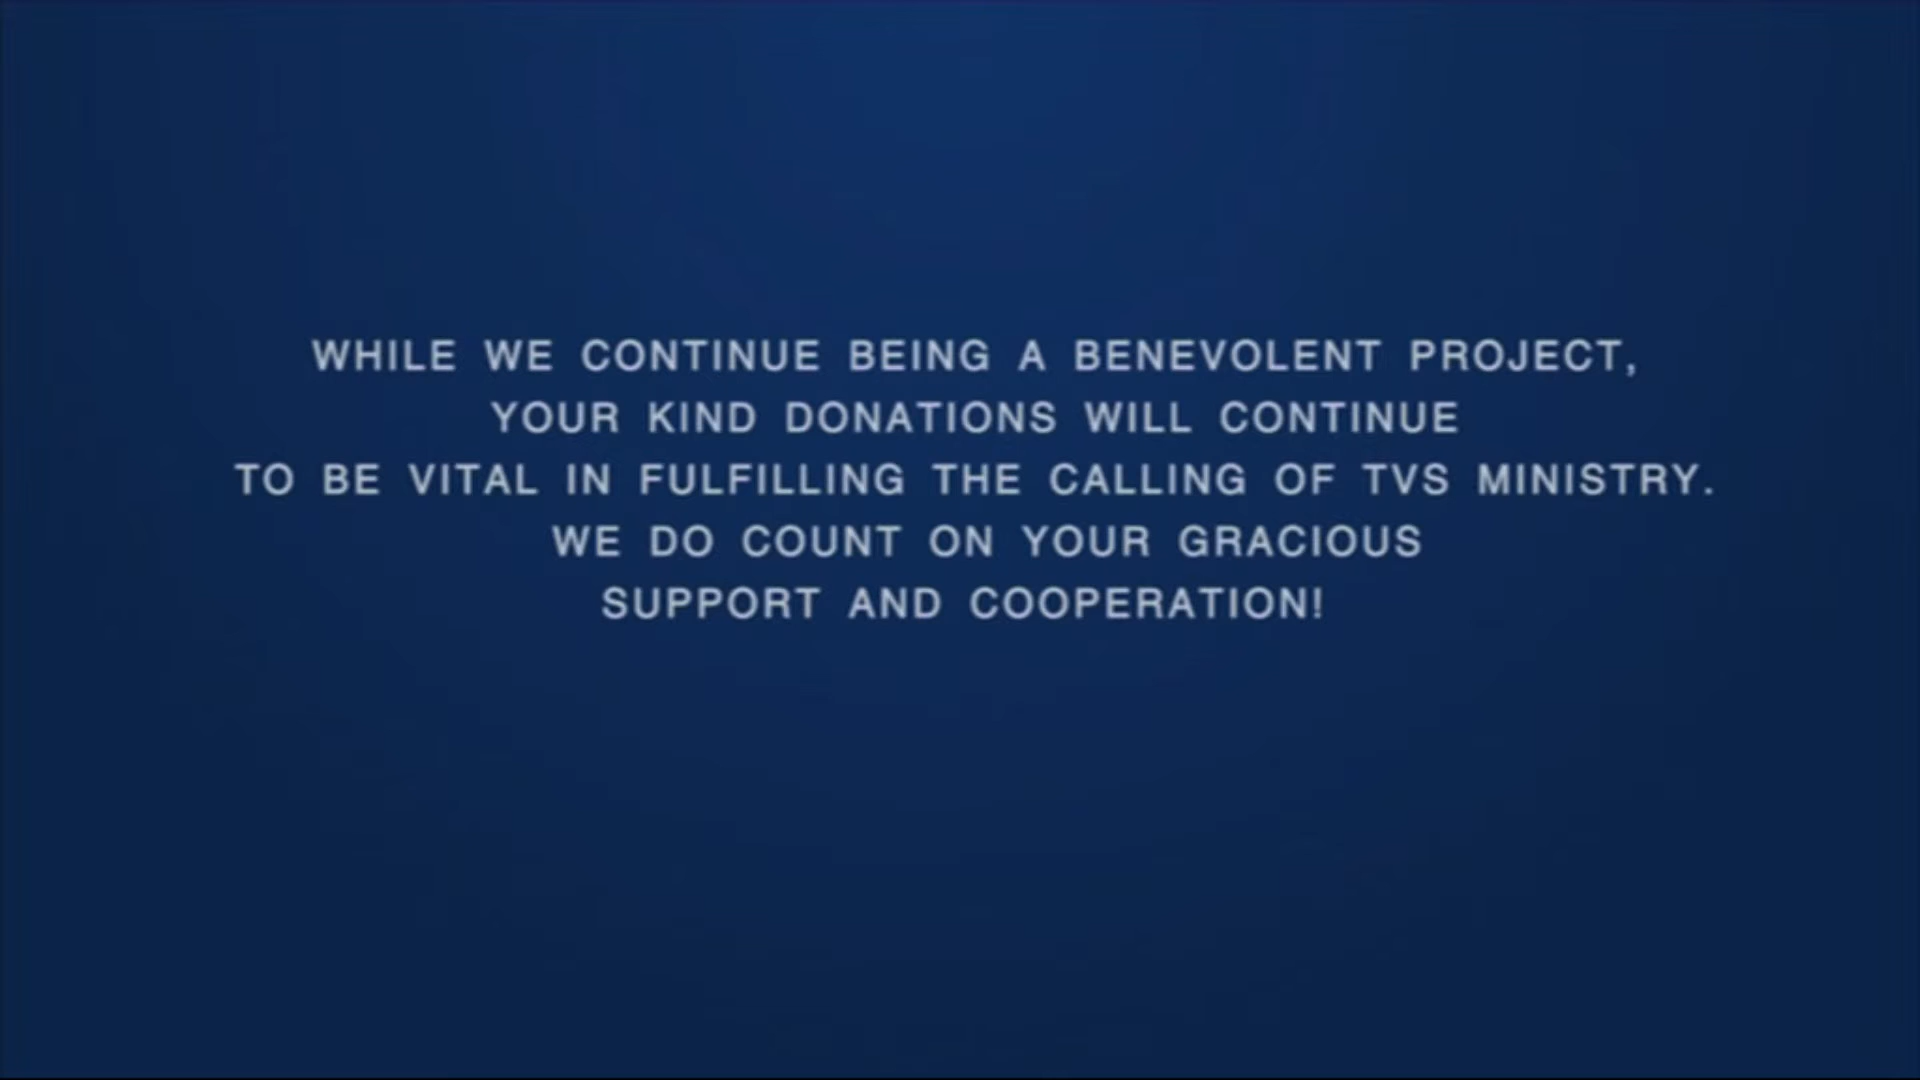 WHILE WE CONTINUE BEING A BENEVOLENT PROJECT,
YOUR KIND DONATIONS WILL CONTINUE
TO BE VITAL IN FULFILLING THE CALLING OF TVS MINISTRY.
WE DO COUNT ON YOUR GRACIOUS
SUPPORT AND COOPERATION!